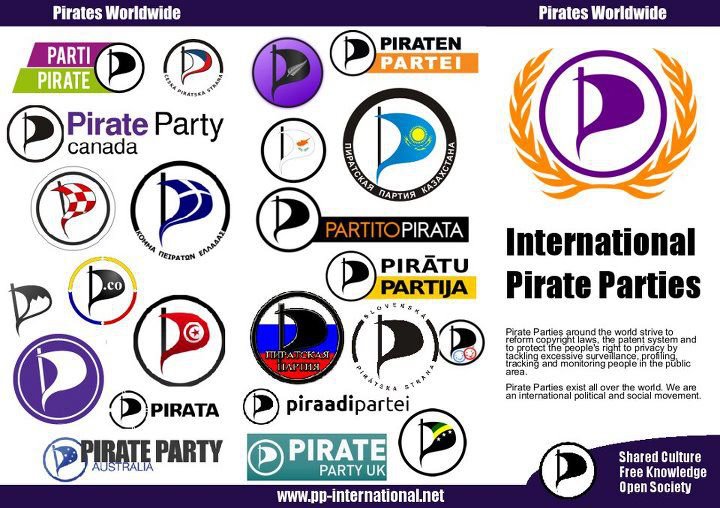 Pirates Worldwide
PARTI
PIRATE
ČESKÁ PIRÁTSKÁ STRANA
Pirate Party
canada
ΚΟΜΜΑ ΠΕΙΡΑΤΩΝ ΕΛΛΑΔΑΣ
.co
PIRATA
PIRATE PARTY
AUSTRALIA
PIRATEN
PARTEI
ПИРАТСКАЯ ПАРТИЯ КАЗАХСТАНА
PARTITOPIRATA
PIRĀTU
PARTIJA
ПИРАТСКАЯ
ПАРТИЯ
SLOVENSKÁ
PIRÁTSKA STRANA
piraadipartei
PIRATE
PARTY UK
www.pp-international.net
Pirates Worldwide
International
Pirate Parties
Pirate Parties around the world strive to
reform copyright laws, the patent system and
to protect the people's right to privacy by
tackling excessive surveillance, profiling,
tracking and monitoring people in the public
area.
Pirate Parties exist all over the world. We are
an international political and social movement.
Shared Culture
Free Knowledge
Open Society